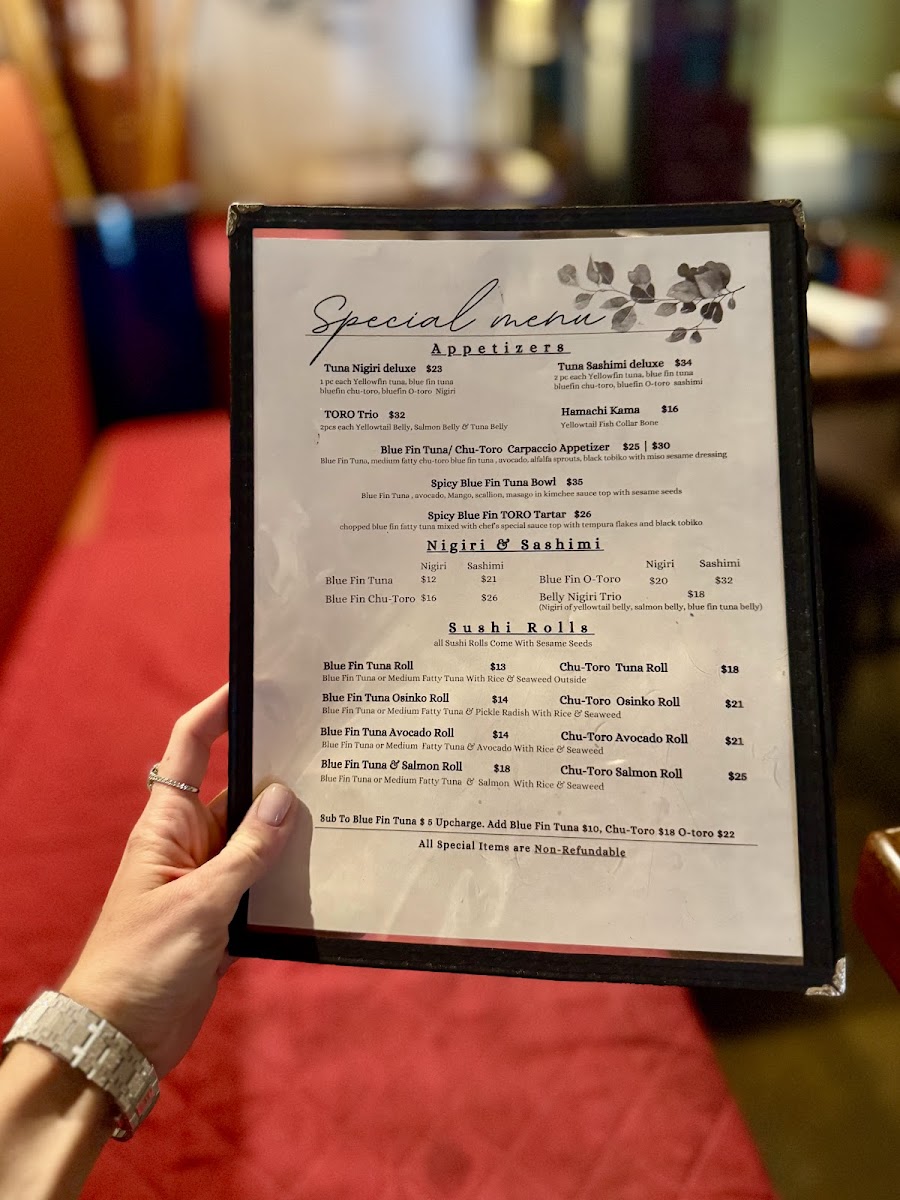 Special menu
Appetizers
Tuna Nigiri deluxe $23
1 pc each Yellowfin tuna, blue fin tuna
bluefin chu-toro, bluefin O-toro Nigiri
Tuna Sashimi deluxe $34
2 pc each Yellowfin tuna, blue fin tuna
bluefin chu-toro, bluefin O-toro sashimi
TORO Trio $32
2pcs each Yellowtail Belly, Salmon Belly & Tuna Belly
Hamachi Kama $16
Yellowtail Fish Collar Bone
Blue Fin Tuna/ Chu-Toro Carpaccio Appetizer $25 | $30
Blue Fin Tuna, medium fatty chu-toro blue fin tuna , avocado, alfalfa sprouts, black tobiko with miso sesame dressing
Spicy Blue Fin Tuna Bowl $35
Blue Fin Tuna , avocado, Mango, scallion, masago in kimchee sauce top with sesame seeds
Spicy Blue Fin TORO Tartar $26
chopped blue fin fatty tuna mixed with chef's special sauce top with tempura flakes and black tobiko
Nigiri & Sashimi
Nigiri Sashimi Nigiri Sashimi
Blue Fin Tuna $12 $21 Blue Fin O-Toro $20 $32
Blue Fin Chu-Toro $16 $26 Belly Nigiri Trio $18
(Nigiri of yellowtail belly, salmon belly, blue fin tuna belly)
Sushi Rolls
all Sushi Rolls Come With Sesame Seeds
Blue Fin Tuna Roll $13 Chu-Toro Tuna Roll $18
Blue Fin Tuna or Medium Fatty Tuna With Rice & Seaweed Outside
Blue Fin Tuna Osinko Roll $14 Chu-Toro Osinko Roll $21
Blue Fin Tuna or Medium Fatty Tuna & Pickle Radish With Rice & Seaweed
Blue Fin Tuna Avocado Roll $14 Chu-Toro Avocado Roll $21
Blue Fin Tuna or Medium Fatty Tuna & Avocado With Rice & Seaweed
Blue Fin Tuna & Salmon Roll $18 Chu-Toro Salmon Roll $25
Blue Fin Tuna or Medium Fatty Tuna & Salmon With Rice & Seaweed
Sub To Blue Fin Tuna $ 5 Upcharge. Add Blue Fin Tuna $10, Chu-Toro $18 O-toro $22
All Special Items are Non-Refundable